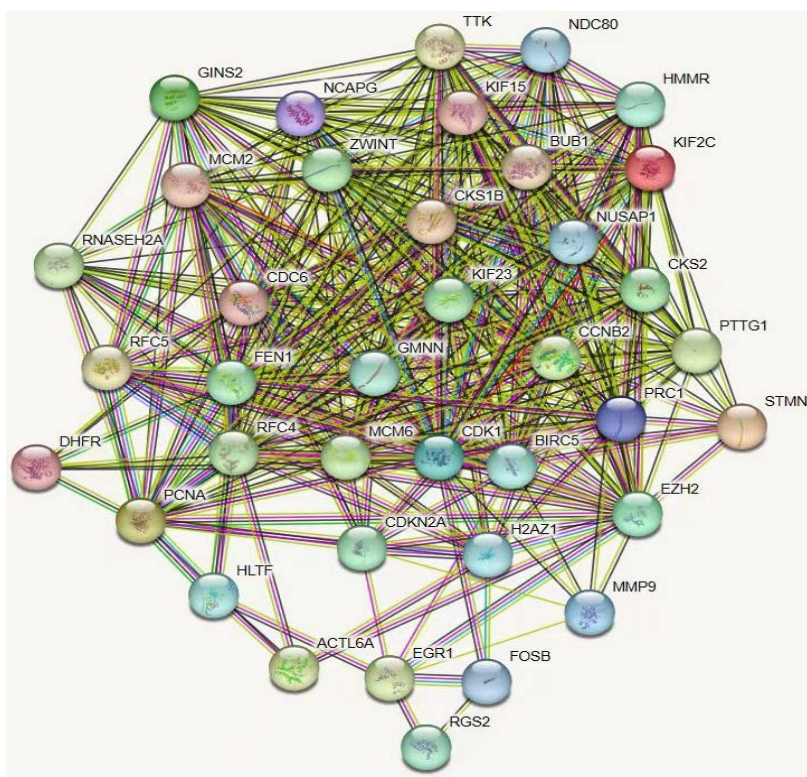 TTK
NDC80
GINS2
NCAPG
KIF15
HMMR
MCM2
ZWINT
BUB1
KIF2C
CKS1B
NUSAP1
RNASEH2A
CDC6
KIF23
CKS2
RFC5
FEN1
GMNN
CCNB2
PTTG1
PRC1
STMN
DHFR
RFC4
MCM6
CDK1
BIRC5
PCNA
EZH2
CDKN2A
H2AZ1
HLTF
MMP9
ACTL6A
EGR1
FOSB
RGS2